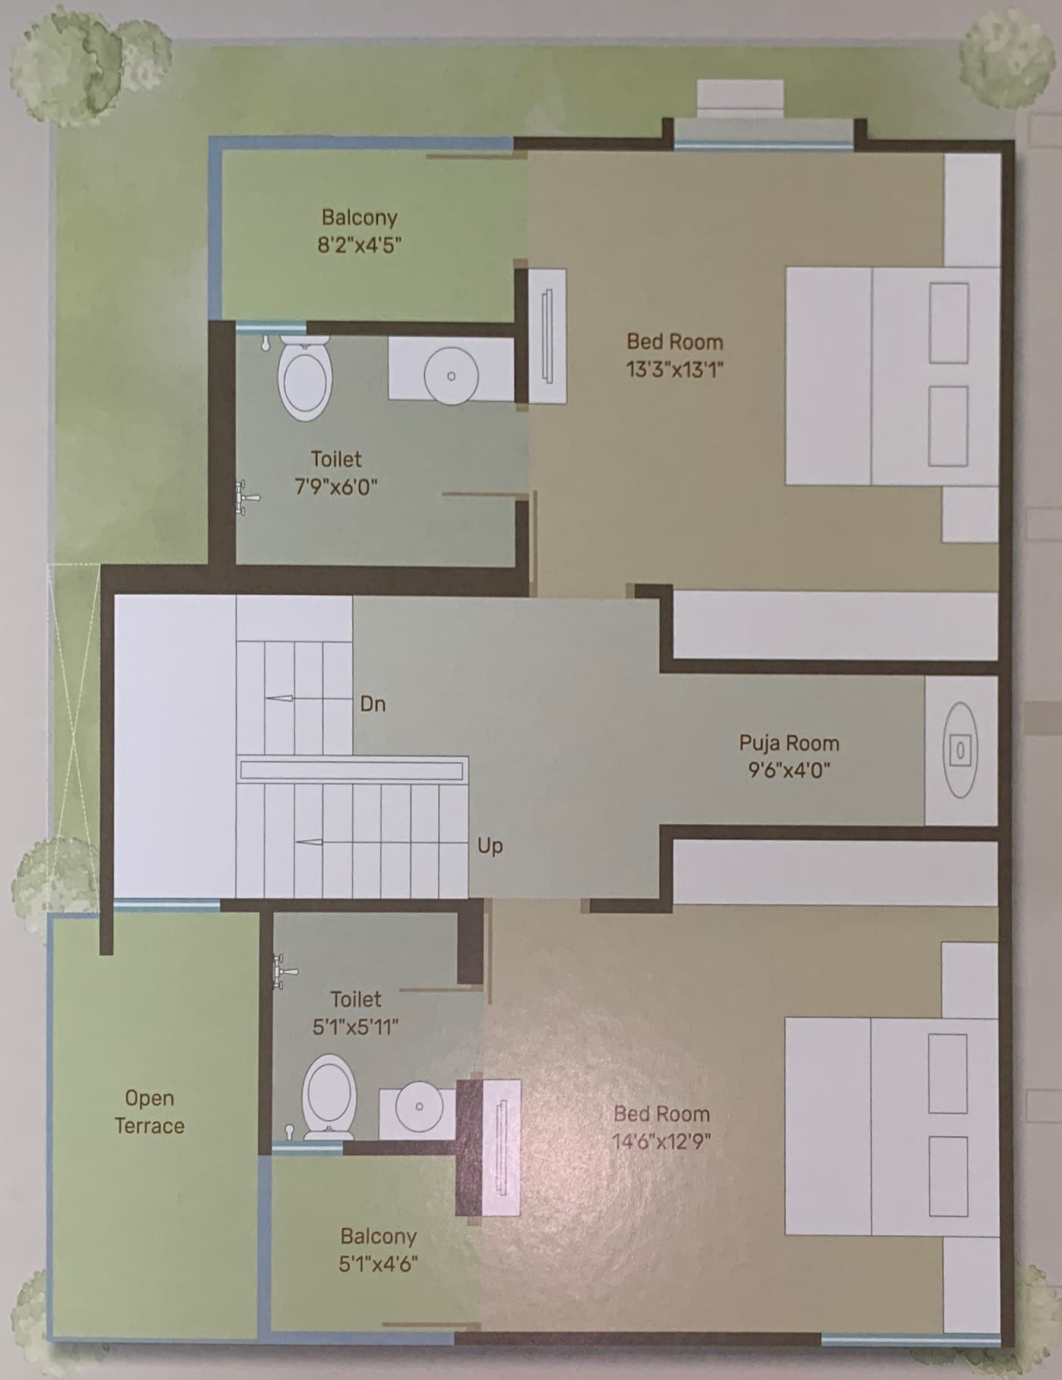 Balcony
8'2"x4'5"
Bed Room
13'3"x13'1"
Toilet
7'9"x6'0"
Dn
Puja Room
9'6"x4'0"
Up
Toilet
5'1"x5'11"
Open
Terrace
Bed Room
14'6"x12'9"
Balcony
5'1"x4'6"